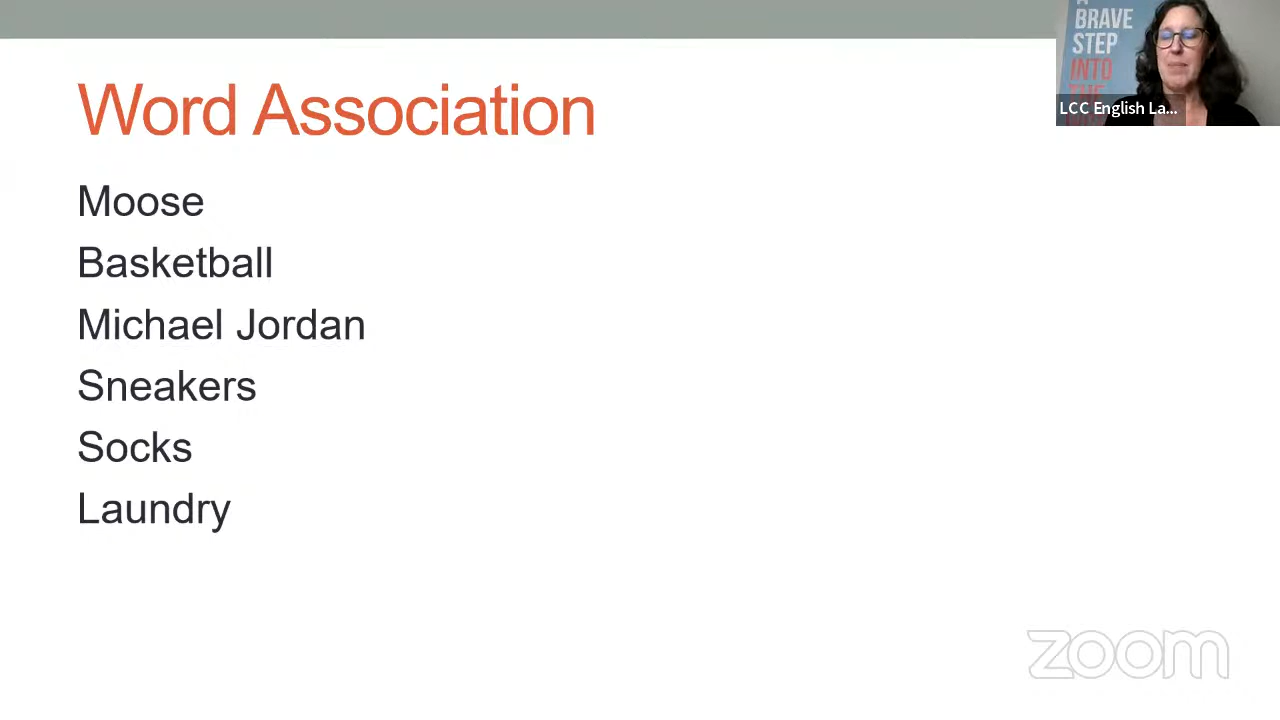 Word Association
Moose
Basketball
Michael Jordan
Sneakers
Socks
Laundry
BRAVE
STEP
INTO
LCC English La...
zoom